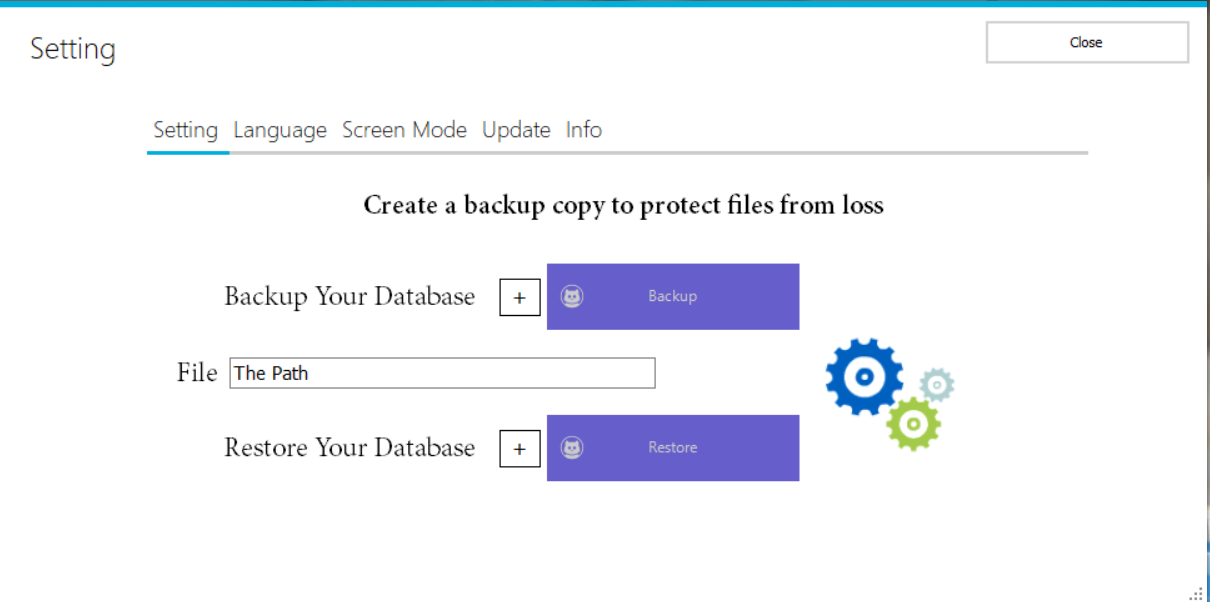 Setting
Close
Setting Language Screen Mode Update Info
Create a backup copy to protect files from loss
Backup Your Database + Backup
File The Path
Restore Your Database + Restore